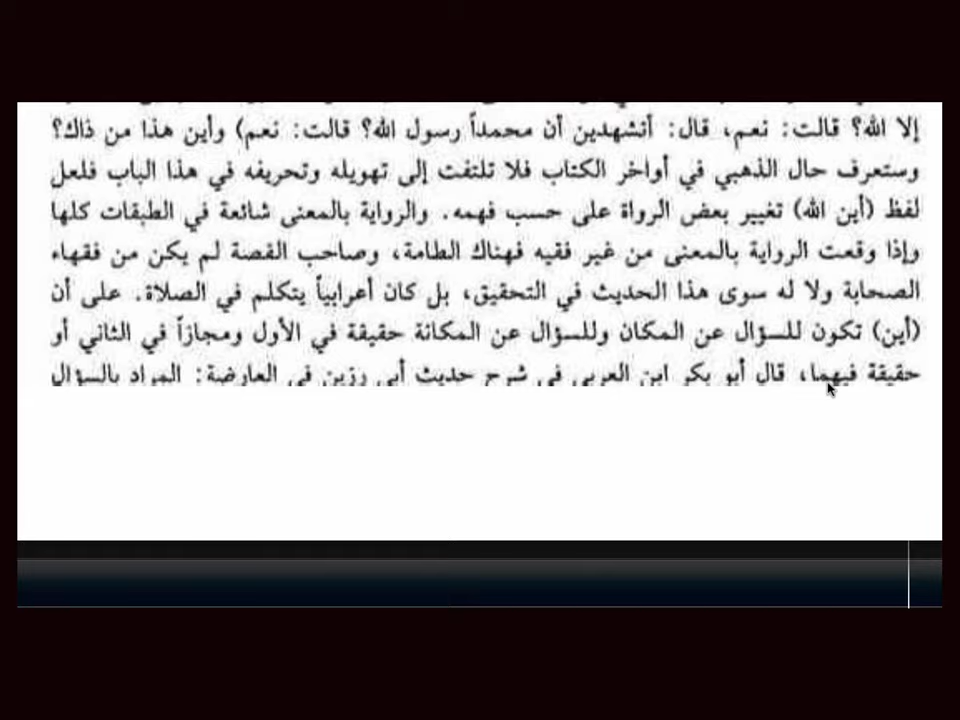 إلا الله؟ قالت: نعم، قال: أتشهدين أن محمداً رسول الله؟ قالت: نعم) وأين هذا من ذاك؟
وستعرف حال الذهبي في أواخر الكتاب فلا تلتفت إلى تهويله وتحريفه في هذا الباب فلعل
لفظ (أين الله) تغيير بعض الرواة على حسب فهمه. والرواية بالمعنى شائعة في الطبقات كلها
وإذا وقعت الرواية بالمعنى من غير فقيه فهناك الطامة، وصاحب القصة لم يكن من فقهاء
الصحابة ولا له سوى هذا الحديث في التحقيق، بل كان أعرابياً يتكلم في الصلاة. على أن
(أين) تكون للسؤال عن المكان وللسؤال عن المكانة حقيقة في الأول ومجازاً في الثاني أو
حقيقة فيهما، قال أبو بكر ابن العربي في شرح حديث أبي رزين في العارضة: المراد بالسؤال